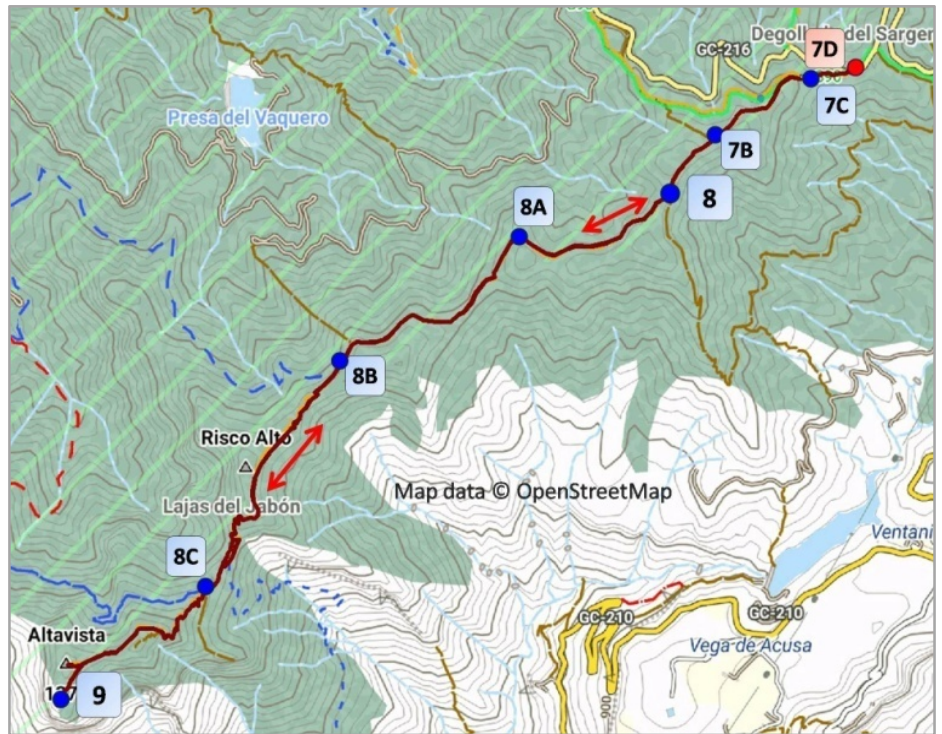 Degollada del Sargen
GC-216
7D
7C
Presa del Vaquero
7B
8
8A
8B
Risco Alto
Map data © OpenStreetMap
Lajas del Jabón
Ventani
8C
GC-210
GC-210
Altavista
Vega de Acusa
9
900